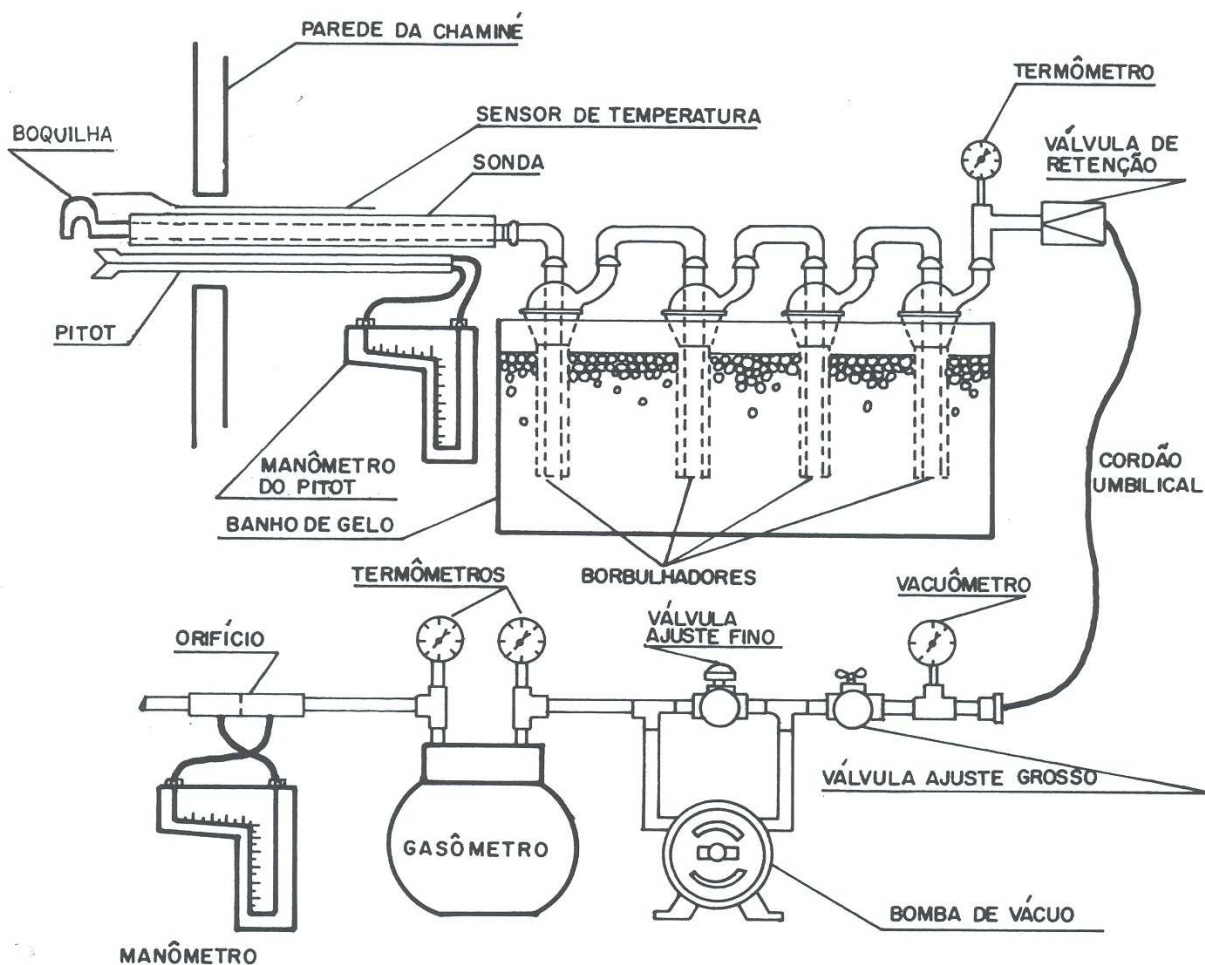 PAREDE DA CHAMINÉ
TERMÔMETRO
SENSOR DE TEMPERATURA
BOQUILHA
VÁLVULA DE
RETENÇÃO
SONDA
PITOT
MANÔMETRO
DO PITOT
CORDÃO
UMBILICAL
BANHO DE GELO
BORBULHADORES
TERMÔMETROS
VACUÔMETRO
VÁLVULA
AJUSTE FINO
ORIFÍCIO
VÁLVULA AJUSTE GROSSO
GASÔMETRO
BOMBA DE VÁCUO
MANÔMETRO